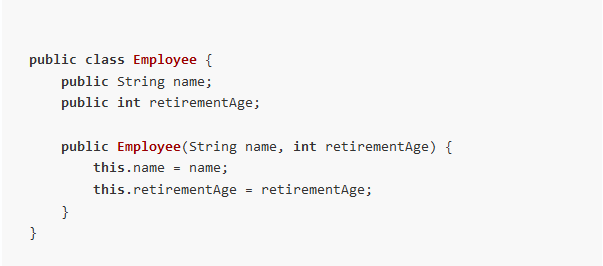 public class Employee {
    public String name;
    public int retirementAge;

    public Employee(String name, int retirementAge) {
        this.name = name;
        this.retirementAge = retirementAge;
    }
}